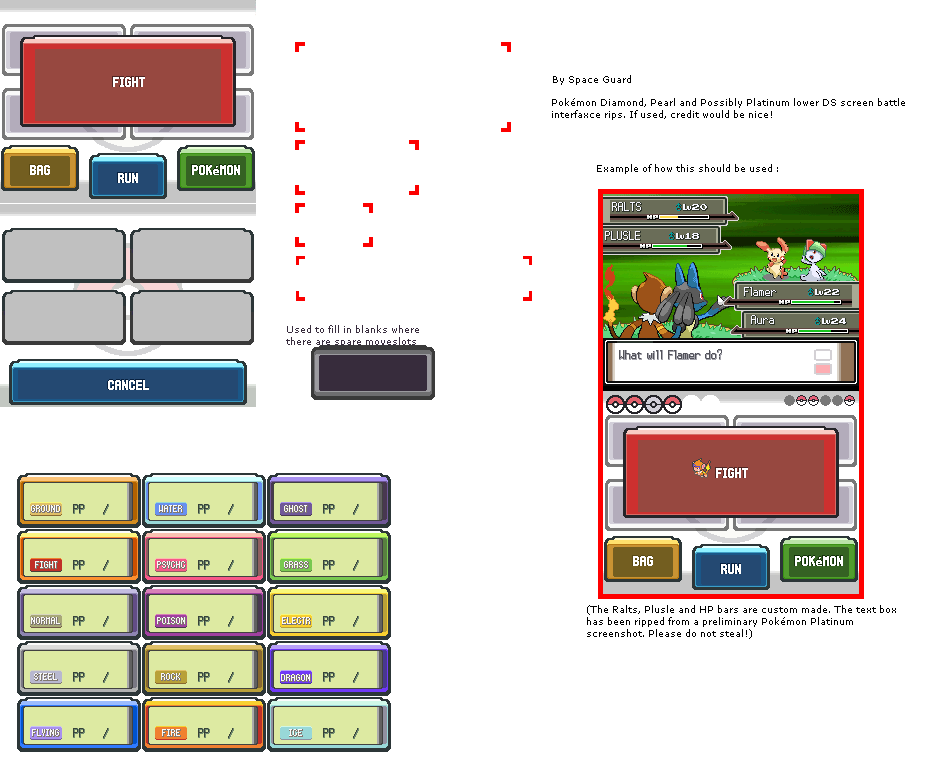 FIGHT
BAG
RUN
POKéMON
CANCEL
Used to fill in blanks where
there are spare moveslots
By Space Guard
Pokémon Diamond, Pearl and Possibly Platinum lower DS screen battle
interfaxce rips. If used, credit would be nice!
Example of how this should be used :
RALTS
Lv20
HP
PLUSLE
Lv18
HP
Flamer
Lv22
HP
Aura
Lv24
HP
What will Flamer do?
FIGHT
BAG
RUN
POKéMON
(The Ralts, Plusle and HP bars are custom made. The text box
has been ripped from a preliminary Pokémon Platinum
screenshot. Please do not steal!)
GROUND PP /
WATER PP /
GHOST PP /
FIGHT PP /
PSYCHC PP /
GRASS PP /
NORMAL PP /
POISON PP /
ELECTR PP /
STEEL PP /
ROCK PP /
DRAGON PP /
FLYING PP /
FIRE PP /
ICE PP /